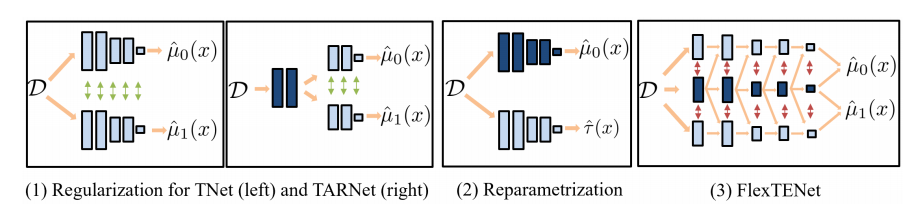 𝒟 μ̂₀(x) μ̂₁(x)
𝒟 μ̂₀(x) μ̂₁(x)
𝒟 μ̂₀(x) τ̂(x)
𝒟 μ̂₀(x) μ̂₁(x)
(1) Regularization for TNet (left) and TARNet (right) (2) Reparametrization (3) FlexTENet